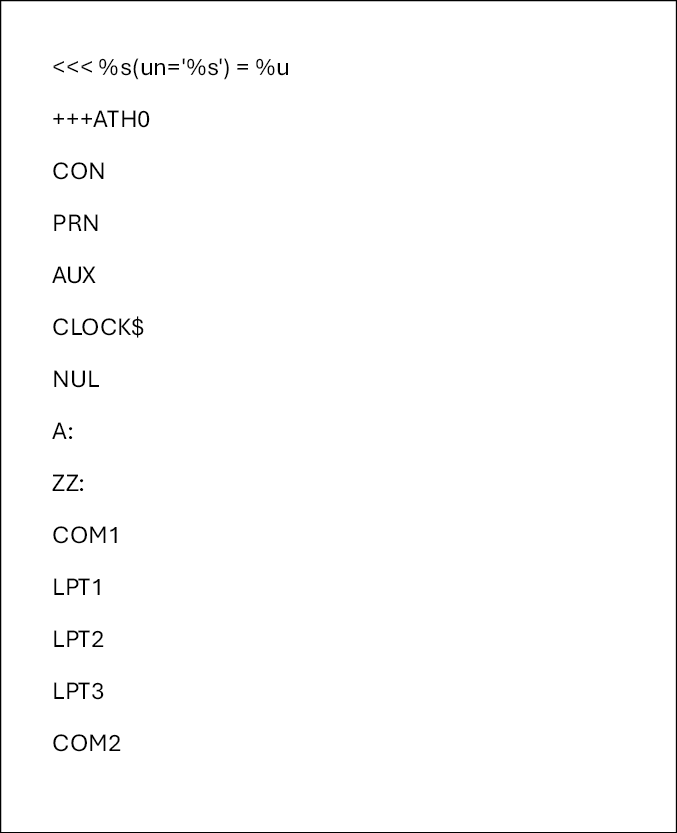 <<< %s(un='%s') = %u
+++ATH0
CON
PRN
AUX
CLOCK$
NUL
A:
ZZ:
COM1
LPT1
LPT2
LPT3
COM2